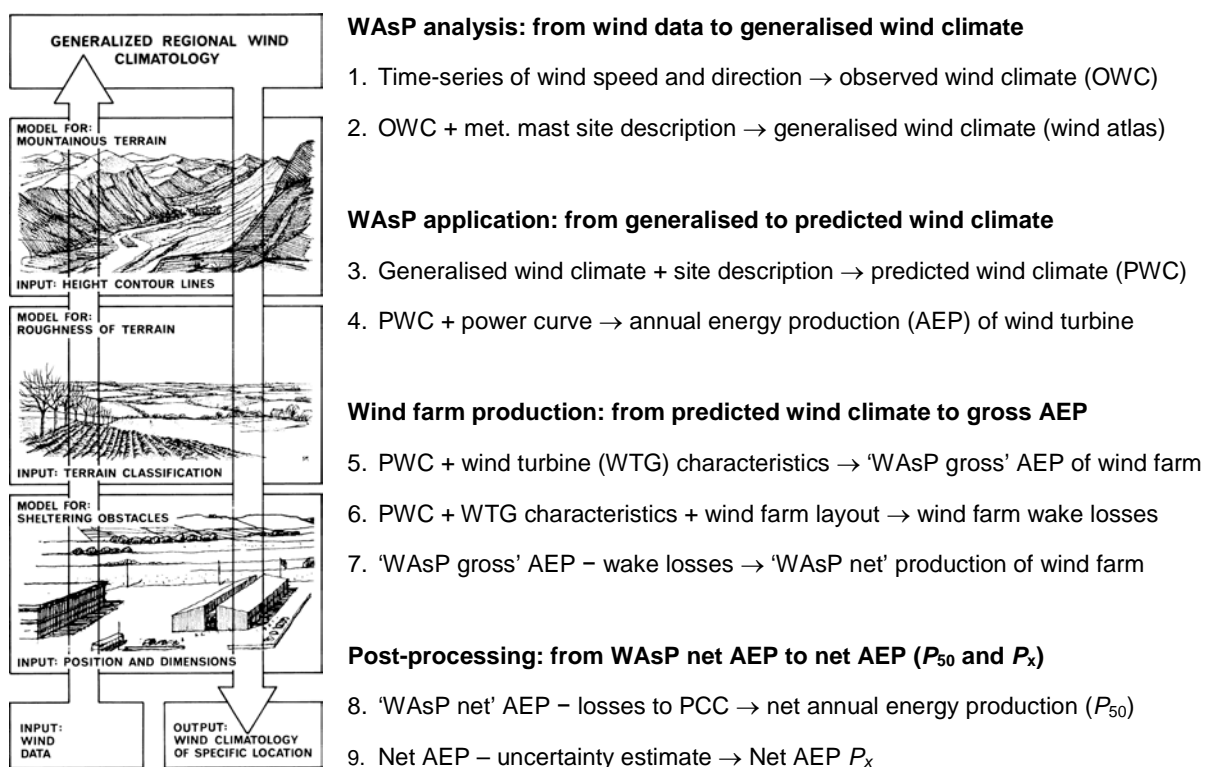 GENERALIZED REGIONAL WIND
CLIMATOLOGY
MODEL FOR:
MOUNTAINOUS TERRAIN
INPUT: HEIGHT CONTOUR LINES
MODEL FOR:
ROUGHNESS OF TERRAIN
INPUT: TERRAIN CLASSIFICATION
MODEL FOR:
SHELTERING OBSTACLES
INPUT: POSITION AND DIMENSIONS
INPUT:
WIND
DATA
OUTPUT:
WIND CLIMATOLOGY
OF SPECIFIC LOCATION
WAsP analysis: from wind data to generalised wind climate
1. Time-series of wind speed and direction → observed wind climate (OWC)
2. OWC + met. mast site description → generalised wind climate (wind atlas)
WAsP application: from generalised to predicted wind climate
3. Generalised wind climate + site description → predicted wind climate (PWC)
4. PWC + power curve → annual energy production (AEP) of wind turbine
Wind farm production: from predicted wind climate to gross AEP
5. PWC + wind turbine (WTG) characteristics → ‘WAsP gross’ AEP of wind farm
6. PWC + WTG characteristics + wind farm layout → wind farm wake losses
7. ‘WAsP gross’ AEP − wake losses → ‘WAsP net’ production of wind farm
Post-processing: from WAsP net AEP to net AEP (P50 and Px)
8. ‘WAsP net’ AEP − losses to PCC → net annual energy production (P50)
9. Net AEP – uncertainty estimate → Net AEP Px